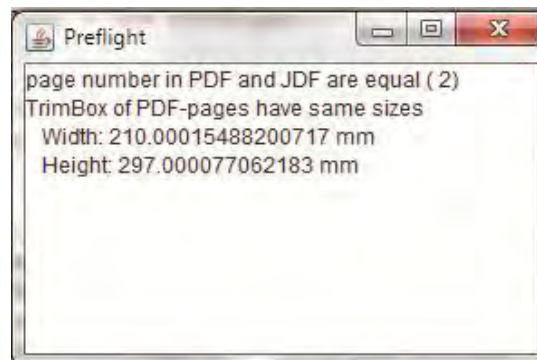 Preflight
page number in PDF and JDF are equal ( 2)
TrimBox of PDF-pages have same sizes
Width: 210.00015488200717 mm
Height: 297.000077062183 mm